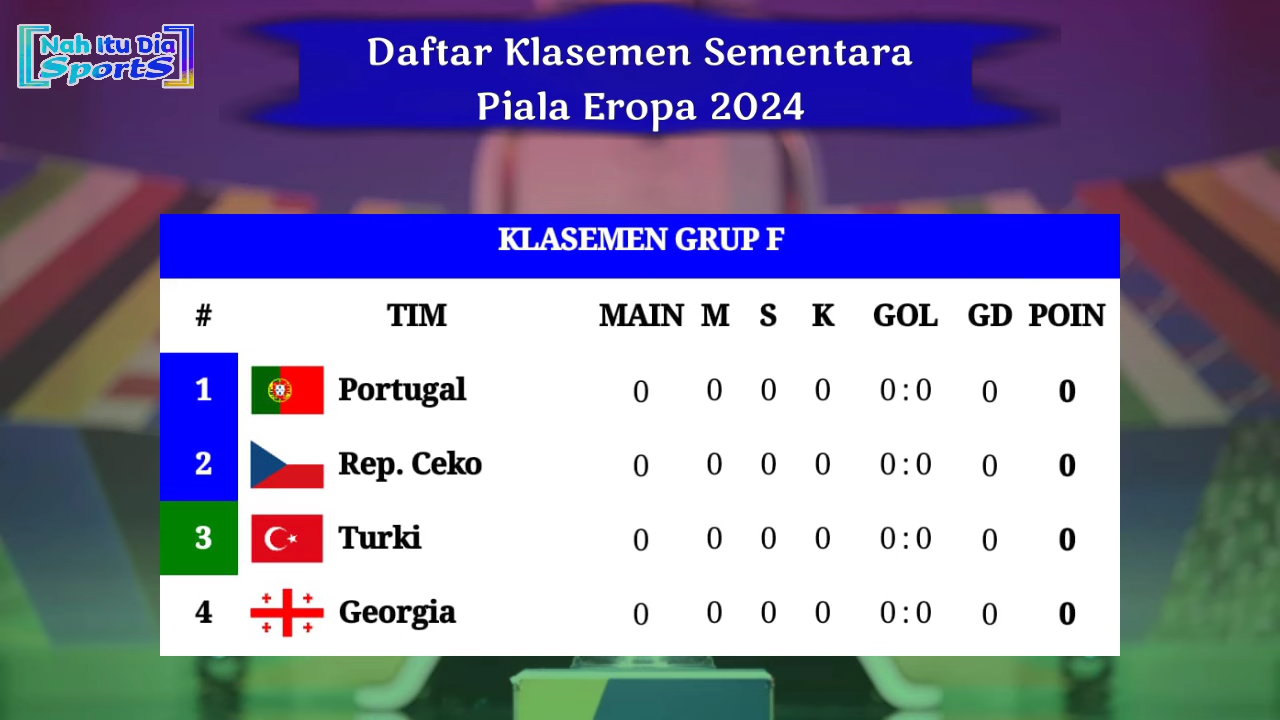 Nah Itu Dia
SportS
Daftar Klasemen Sementara
Piala Eropa 2024
KLASEMEN GRUP F
# TIM MAIN M S K GOL GD POIN
1 Portugal 0 0 0 0 0:0 0 0
2 Rep. Ceko 0 0 0 0 0:0 0 0
3 Turki 0 0 0 0 0:0 0 0
4 Georgia 0 0 0 0 0:0 0 0